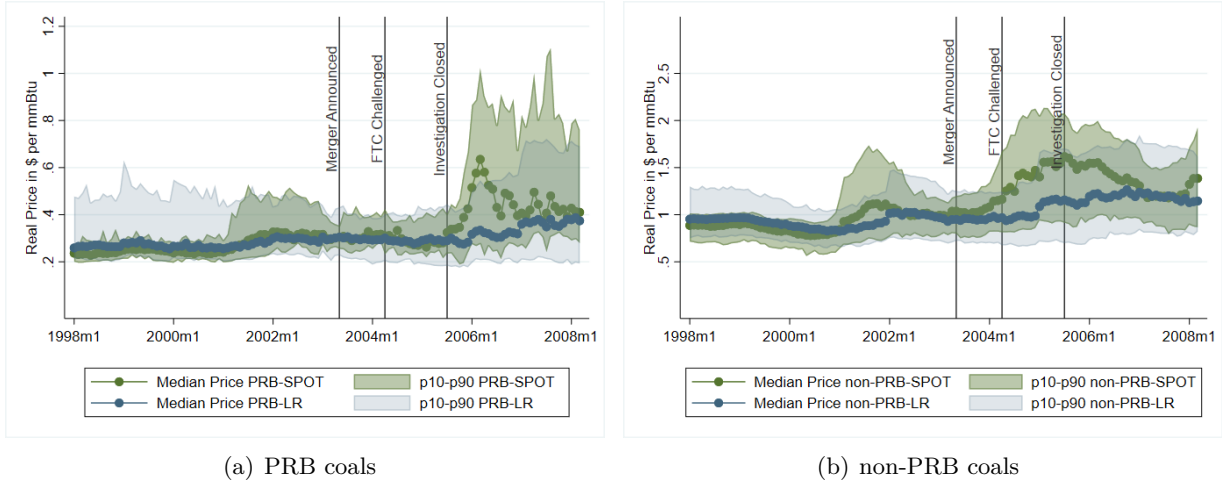 1.2
1
.8
.6
.4
.2
Real Price in $ per mmBtu
Merger Announced
FTC Challenged
Investigation Closed
1998m1 2000m1 2002m1 2004m1 2006m1 2008m1
Median Price PRB-SPOT p10-p90 PRB-SPOT
Median Price PRB-LR p10-p90 PRB-LR
(a) PRB coals
2.5
2
1.5
1
.5
Real Price in $ per mmBtu
Merger Announced
FTC Challenged
Investigation Closed
1998m1 2000m1 2002m1 2004m1 2006m1 2008m1
Median Price non-PRB-SPOT p10-p90 non-PRB-SPOT
Median Price non-PRB-LR p10-p90 non-PRB-LR
(b) non-PRB coals